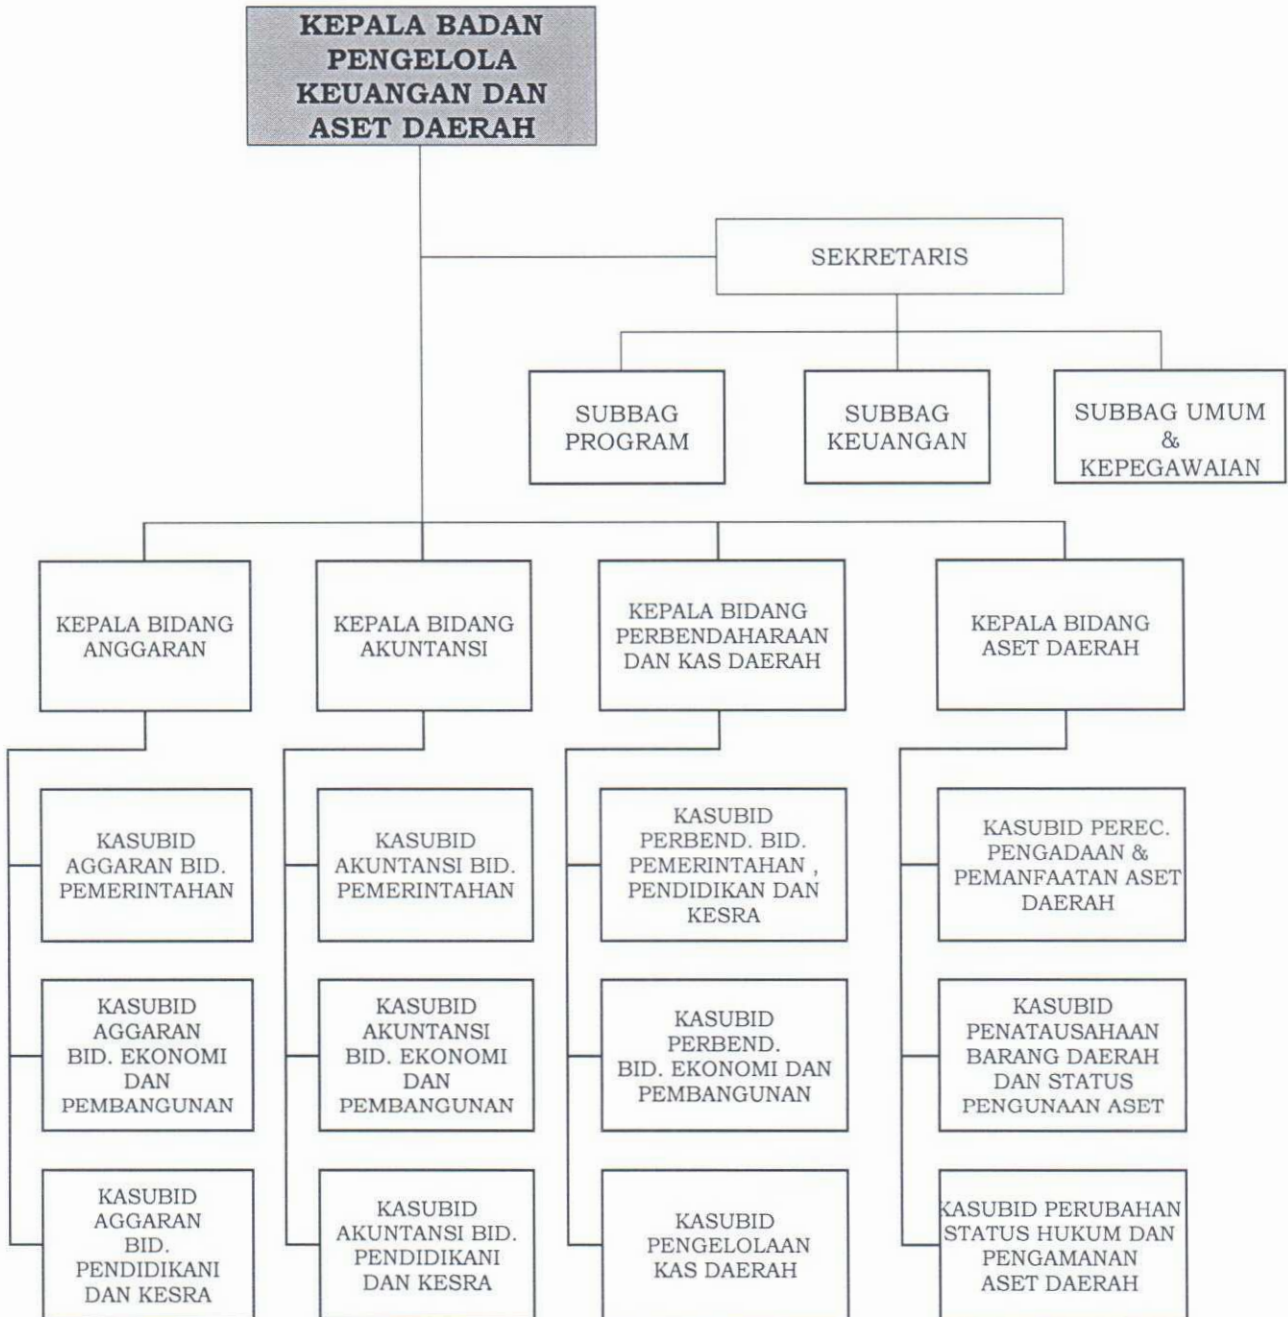 KEPALA BADAN
PENGELOLA
KEUANGAN DAN
ASET DAERAH
SEKRETARIS
SUBBAG
PROGRAM
SUBBAG
KEUANGAN
SUBBAG UMUM
&
KEPEGAWAIAN
KEPALA BIDANG
ANGGARAN
KEPALA BIDANG
AKUNTANSI
KEPALA BIDANG
PERBENDAHARAAN
DAN KAS DAERAH
KEPALA BIDANG
ASET DAERAH
KASUBID
AGGARAN BID.
PEMERINTAHAN
KASUBID
AKUNTANSI BID.
PEMERINTAHAN
KASUBID
PERBEND. BID.
PEMERINTAHAN ,
PENDIDIKAN DAN
KESRA
KASUBID PEREC.
PENGADAAN &
PEMANFAATAN ASET
DAERAH
KASUBID
AGGARAN
BID. EKONOMI
DAN
PEMBANGUNAN
KASUBID
AKUNTANSI
BID. EKONOMI
DAN
PEMBANGUNAN
KASUBID
PERBEND.
BID. EKONOMI DAN
PEMBANGUNAN
KASUBID
PENATAUSAHAAN
BARANG DAERAH
DAN STATUS
PENGUNAAN ASET
KASUBID
AGGARAN
BID.
PENDIDIKANI
DAN KESRA
KASUBID
AKUNTANSI BID.
PENDIDIKANI
DAN KESRA
KASUBID
PENGELOLAAN
KAS DAERAH
KASUBID PERUBAHAN
STATUS HUKUM DAN
PENGAMANAN
ASET DAERAH